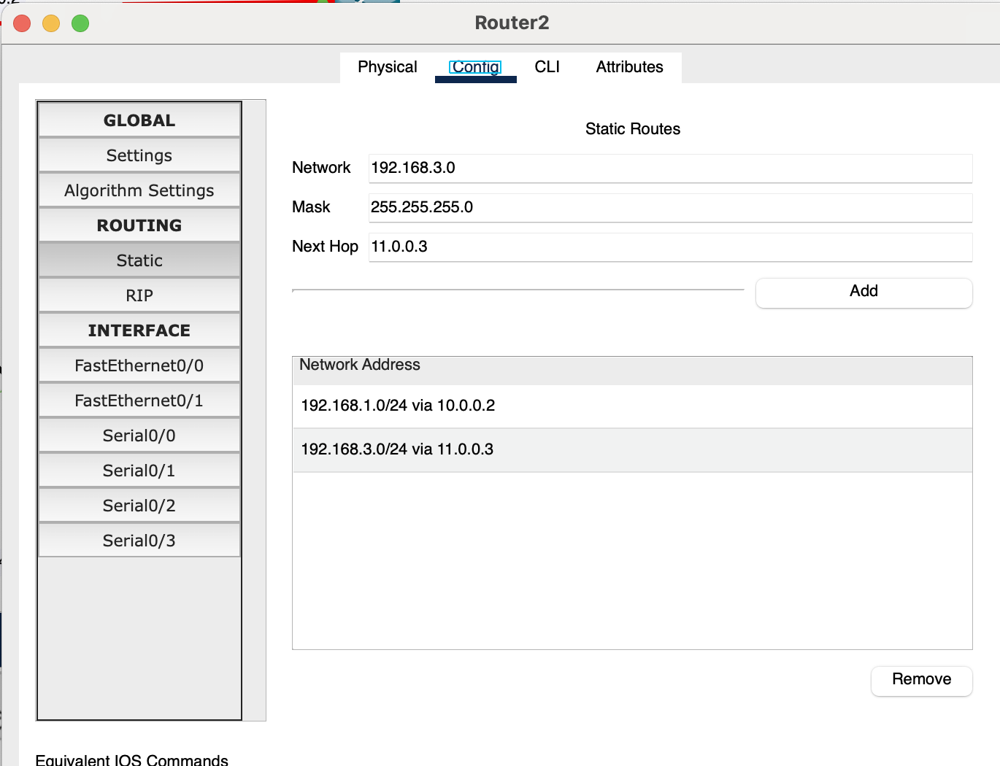 Router2
Physical
Config
CLI
Attributes
GLOBAL
Settings
Algorithm Settings
ROUTING
Static
RIP
INTERFACE
FastEthernet0/0
FastEthernet0/1
Serial0/0
Serial0/1
Serial0/2
Serial0/3
Static Routes
Network 192.168.3.0
Mask 255.255.255.0
Next Hop 11.0.0.3
Add
Network Address
192.168.1.0/24 via 10.0.0.2
192.168.3.0/24 via 11.0.0.3
Remove
Equivalent IOS Commands